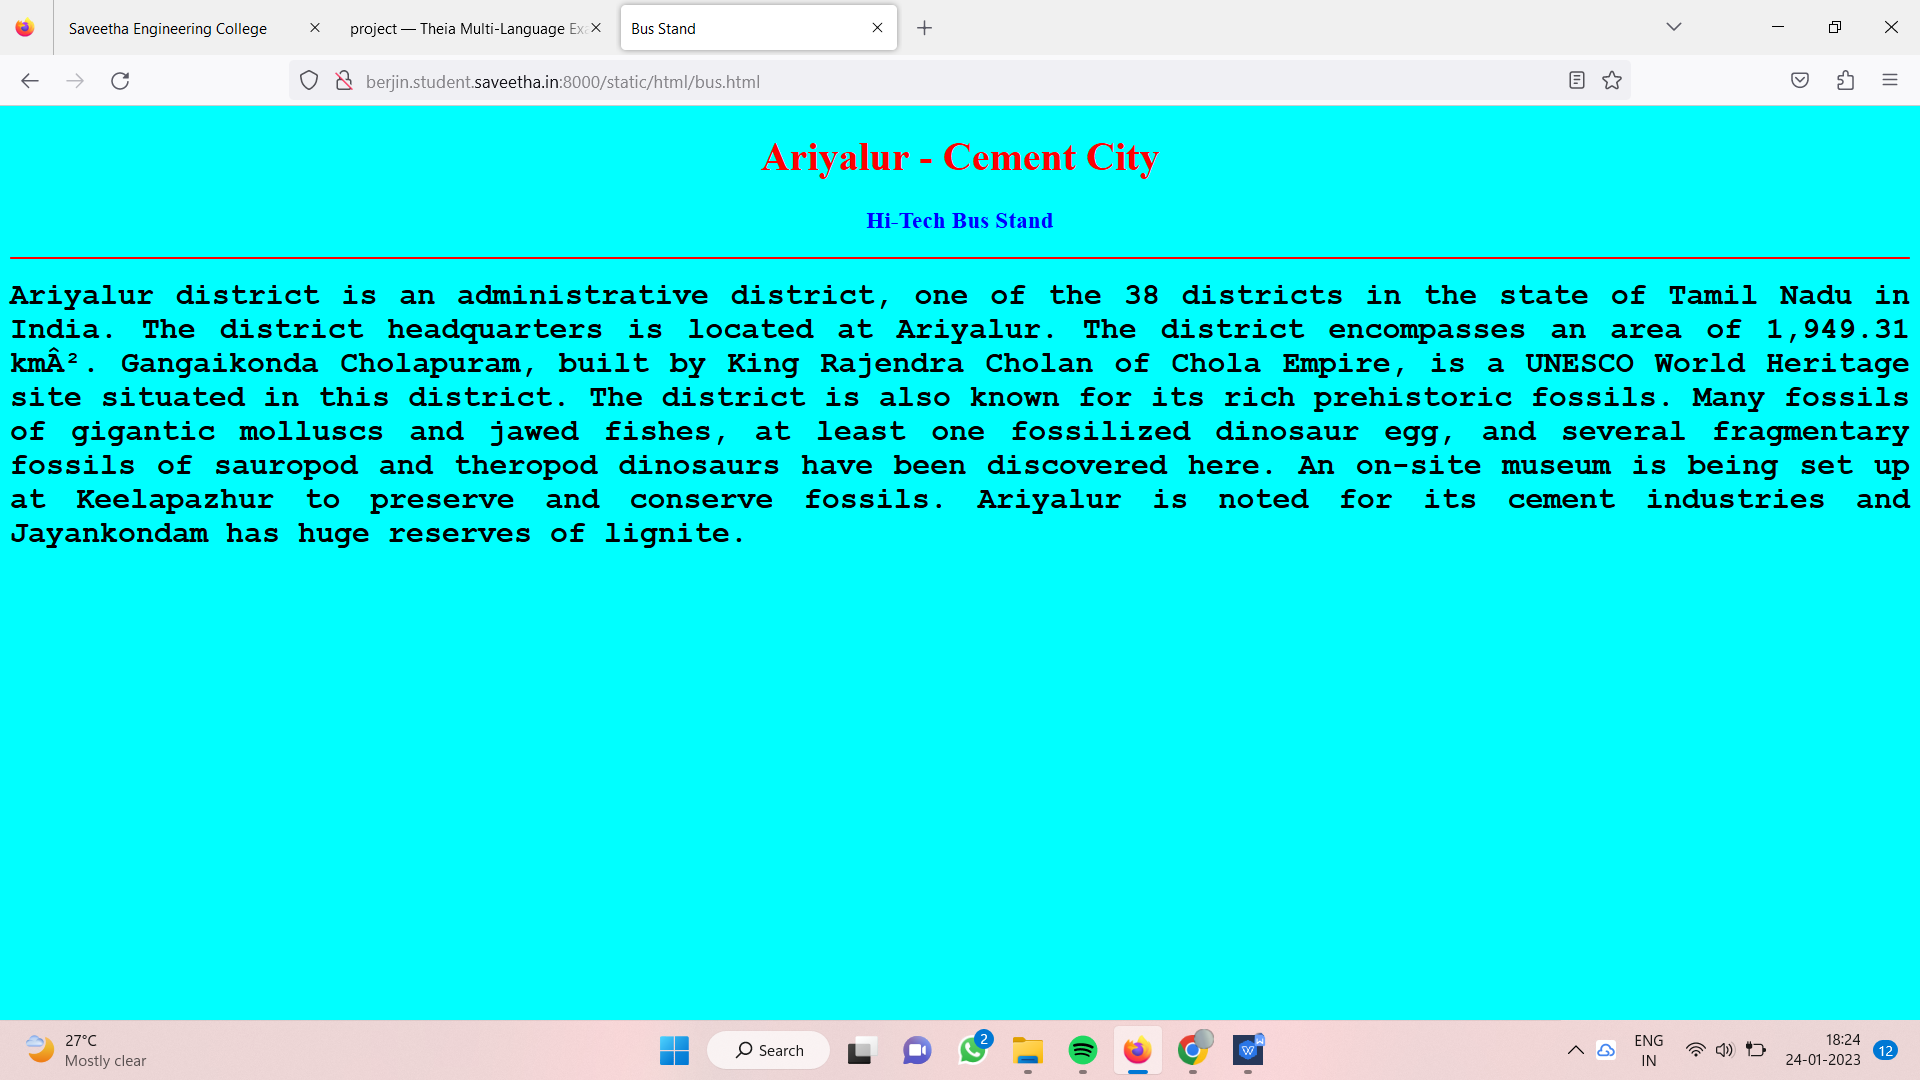 Saveetha Engineering College
project — Theia Multi-Language Exa
Bus Stand
berjin.student.saveetha.in:8000/static/html/bus.html
Ariyalur - Cement City
Hi-Tech Bus Stand
Ariyalur district is an administrative district, one of the 38 districts in the state of Tamil Nadu in
India. The district headquarters is located at Ariyalur. The district encompasses an area of 1,949.31
kmÂ². Gangaikonda Cholapuram, built by King Rajendra Cholan of Chola Empire, is a UNESCO World Heritage
site situated in this district. The district is also known for its rich prehistoric fossils. Many fossils
of gigantic molluscs and jawed fishes, at least one fossilized dinosaur egg, and several fragmentary
fossils of sauropod and theropod dinosaurs have been discovered here. An on-site museum is being set up
at Keelapazhur to preserve and conserve fossils. Ariyalur is noted for its cement industries and
Jayankondam has huge reserves of lignite.
27°C
Mostly clear
Search
2
ENG
IN
18:24
24-01-2023
12